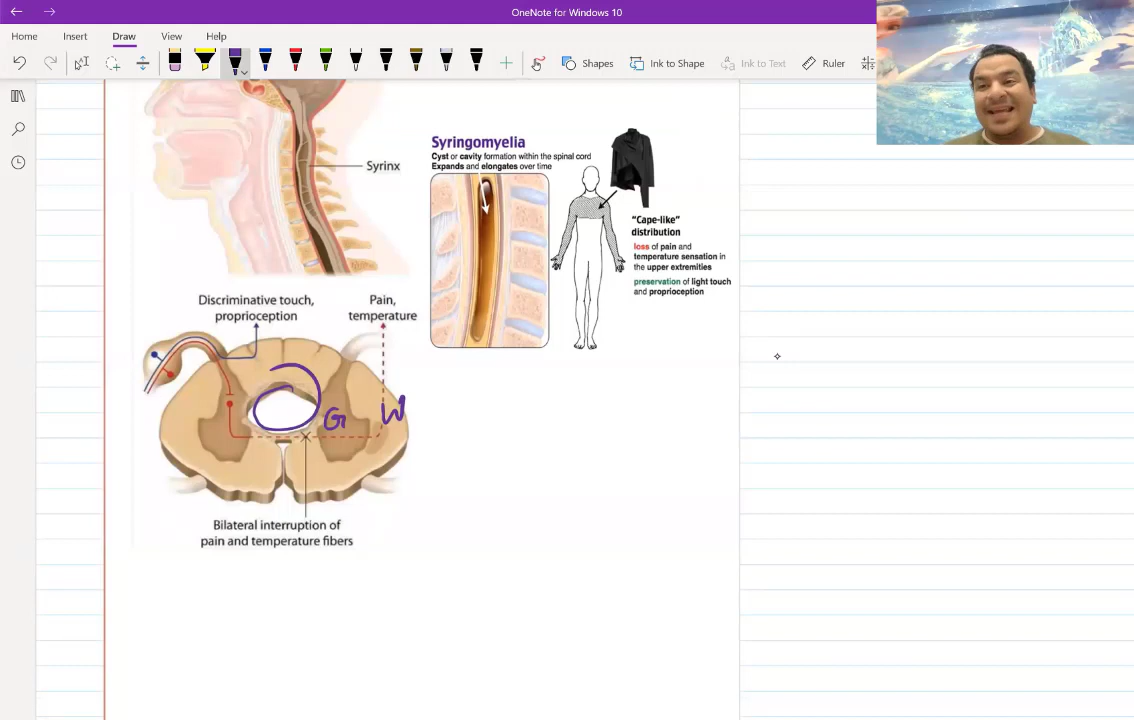 OneNote for Windows 10
Home Insert Draw View Help
Shapes Ink to Shape Ink to Text Ruler
Syrinx
Syringomyelia
Cyst or cavity formation within the spinal cord
Expands and elongates over time
"Cape-like"
distribution
loss of pain and
temperature sensation in
the upper extremities
preservation of light touch
and proprioception
Discriminative touch,
proprioception
Pain,
temperature
G W
Bilateral interruption of
pain and temperature fibers